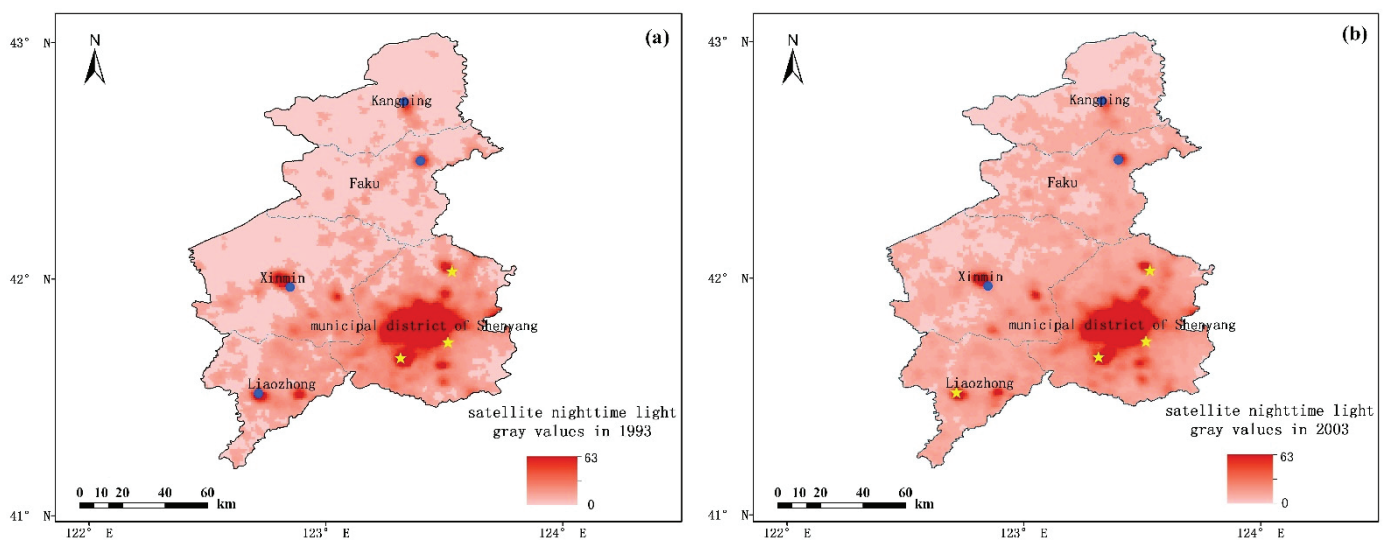 (a)
43° N
N
Kangping
Faku
42° N
Xinmin
municipal district of Shenyang
Liaozhong
satellite nighttime light
gray values in 1993
63
0
0 10 20 40 60
km
41° N
122° E 123° E 124° E
(b)
43° N
N
Kangping
Faku
42° N
Xinmin
municipal district of Shenyang
Liaozhong
satellite nighttime light
gray values in 2003
63
0
0 10 20 40 60
km
41° N
122° E 123° E 124° E